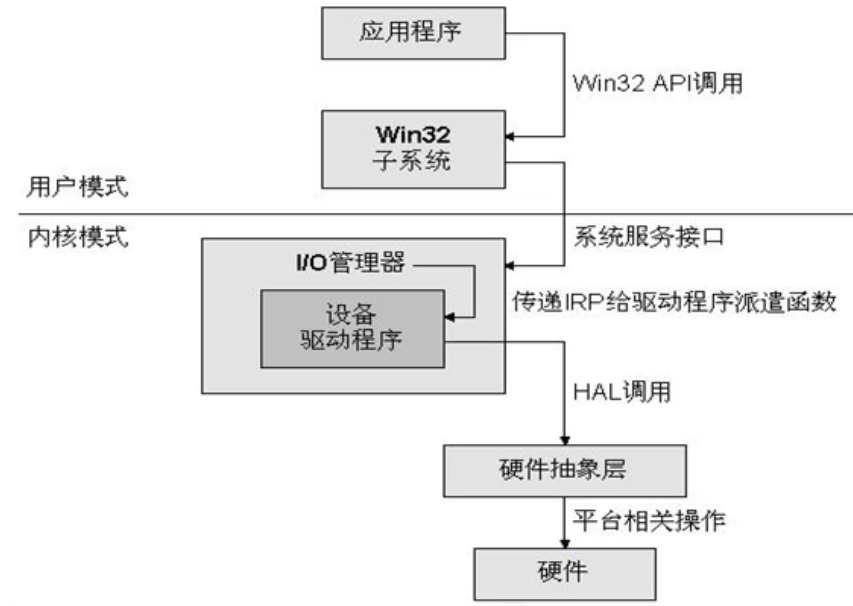 应用程序
Win32 API调用
Win32
子系统
用户模式
内核模式
系统服务接口
I/O管理器
传递IRP给驱动程序派遣函数
设备
驱动程序
HAL调用
硬件抽象层
平台相关操作
硬件